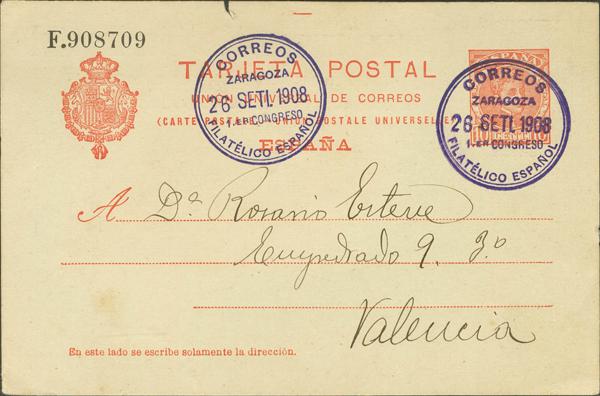 F.908709
TARJETA POSTAL
UNION UNIVERSAL DE CORREOS
(CARTE POSTALE UNION POSTALE UNIVERSELLE)
ESPAÑA
CORREOS
ZARAGOZA
26 SETI. 1908
1.ER CONGRESO
FILATÉLICO ESPAÑOL
CORREOS
ZARAGOZA
26 SETI. 1908
1.ER CONGRESO
FILATÉLICO ESPAÑOL
A Dª Rosario Esteve
Empedrado 9. 3º
Valencia
En este lado se escribe solamente la dirección.